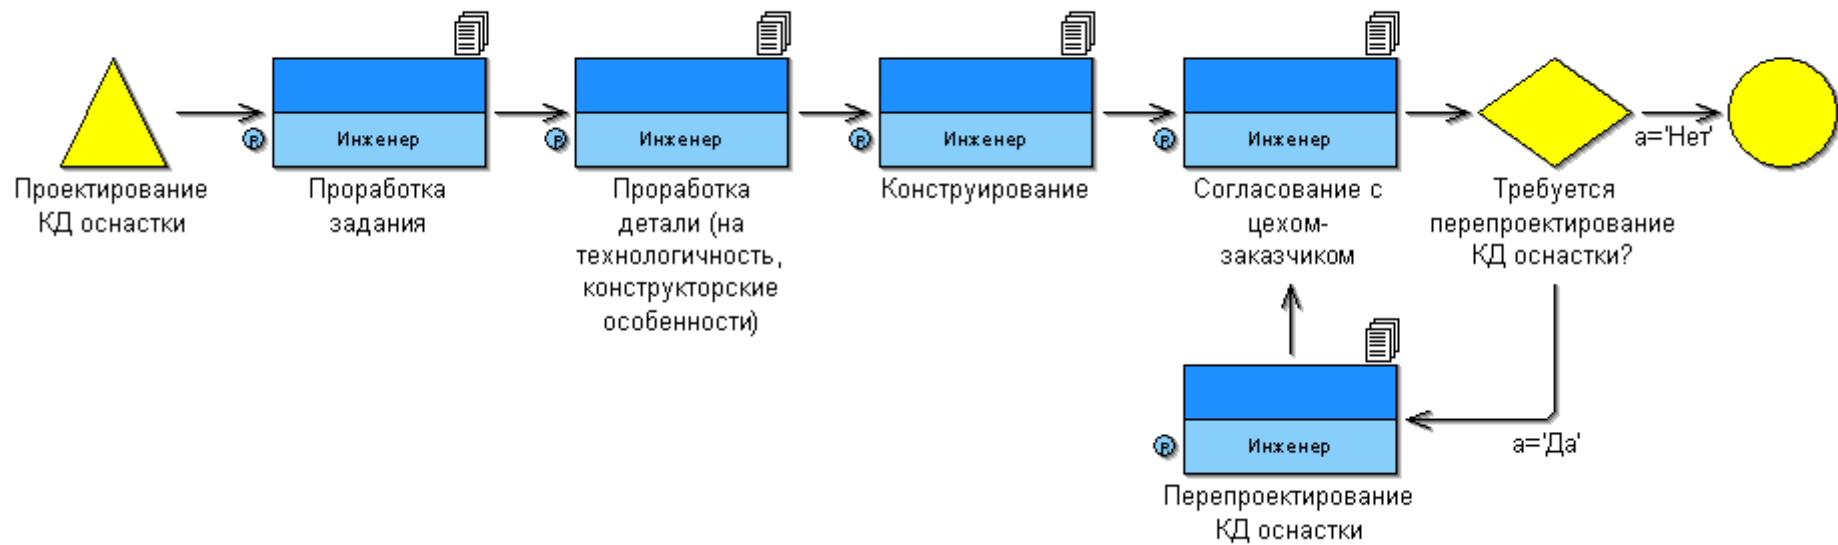 Инженер
Инженер
Инженер
Инженер
a='Нет'
Проектирование
КД оснастки
Проработка
задания
Проработка
детали (на
технологичность,
конструкторские
особенности)
Конструирование
Согласование с
цехом-
заказчиком
Требуется
перепроектирование
КД оснастки?
P
P
P
P
P
Инженер
a='Да'
Перепроектирование
КД оснастки